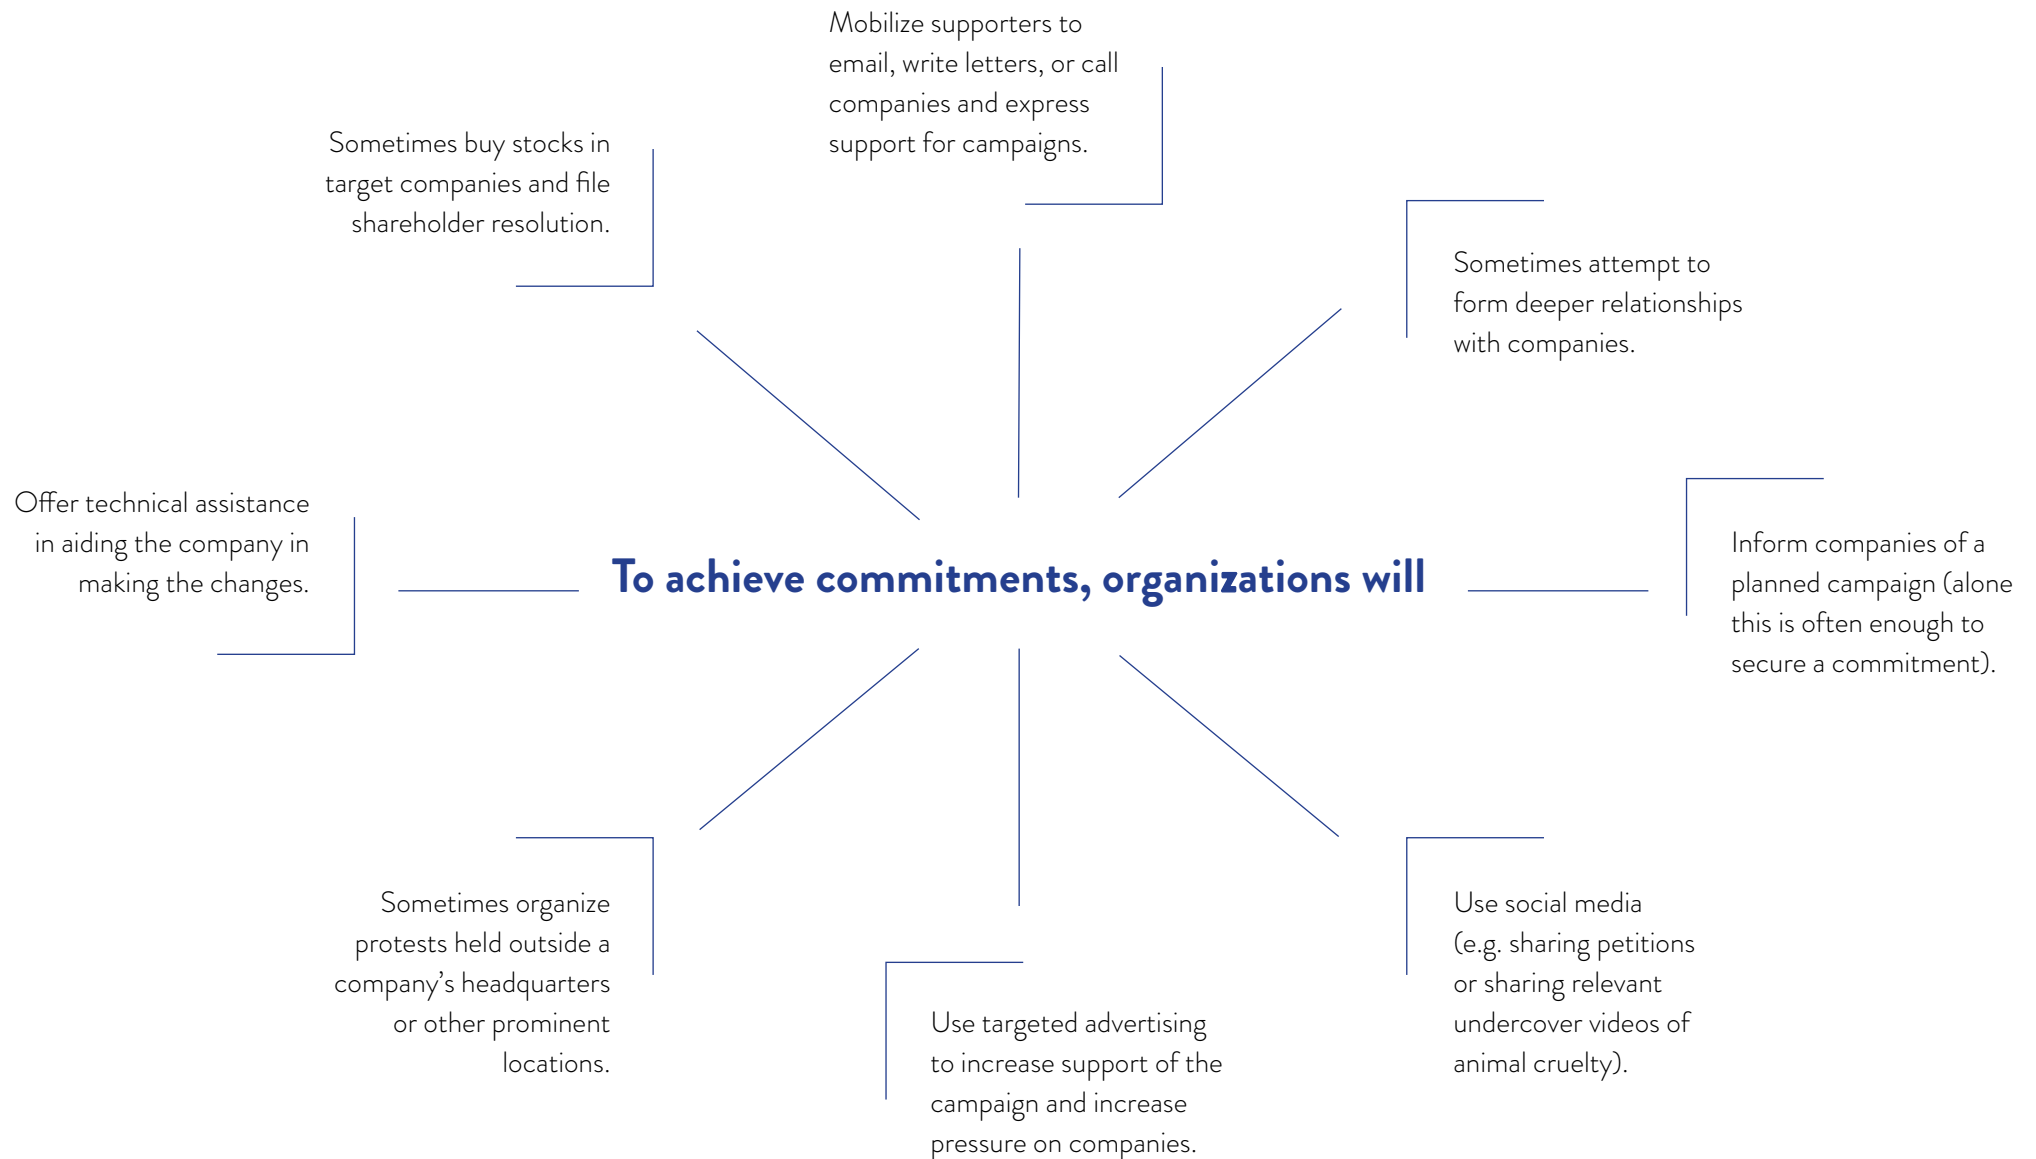 Mobilize supporters to
email, write letters, or call
companies and express
support for campaigns.
Sometimes buy stocks in
target companies and file
shareholder resolution.
Sometimes attempt to
form deeper relationships
with companies.
Offer technical assistance
in aiding the company in
making the changes.
To achieve commitments, organizations will
Inform companies of a
planned campaign (alone
this is often enough to
secure a commitment).
Sometimes organize
protests held outside a
company’s headquarters
or other prominent
locations.
Use targeted advertising
to increase support of the
campaign and increase
pressure on companies.
Use social media
(e.g. sharing petitions
or sharing relevant
undercover videos of
animal cruelty).